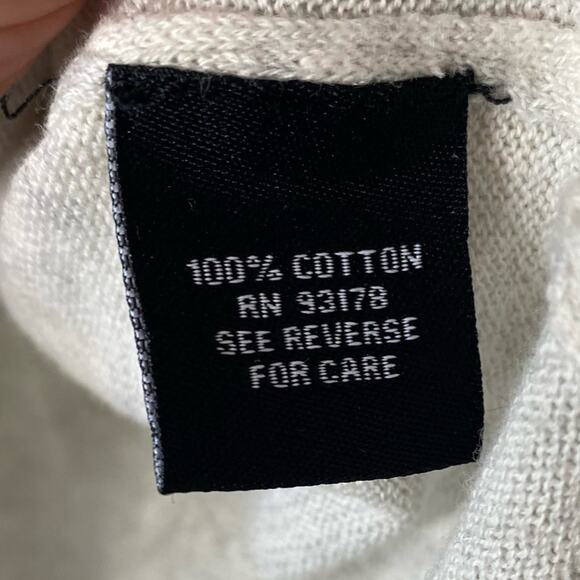 100% COTTON
RN 93178
SEE REVERSE
FOR CARE